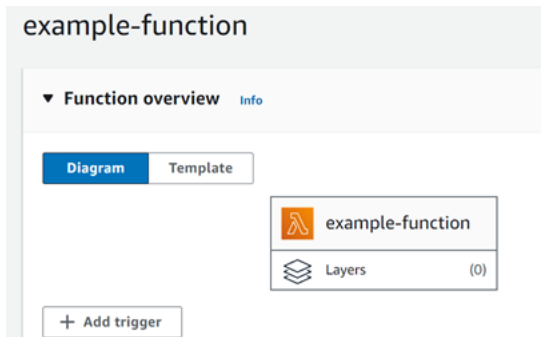 example-function
Function overview Info
Diagram Template
example-function
Layers (0)
Add trigger